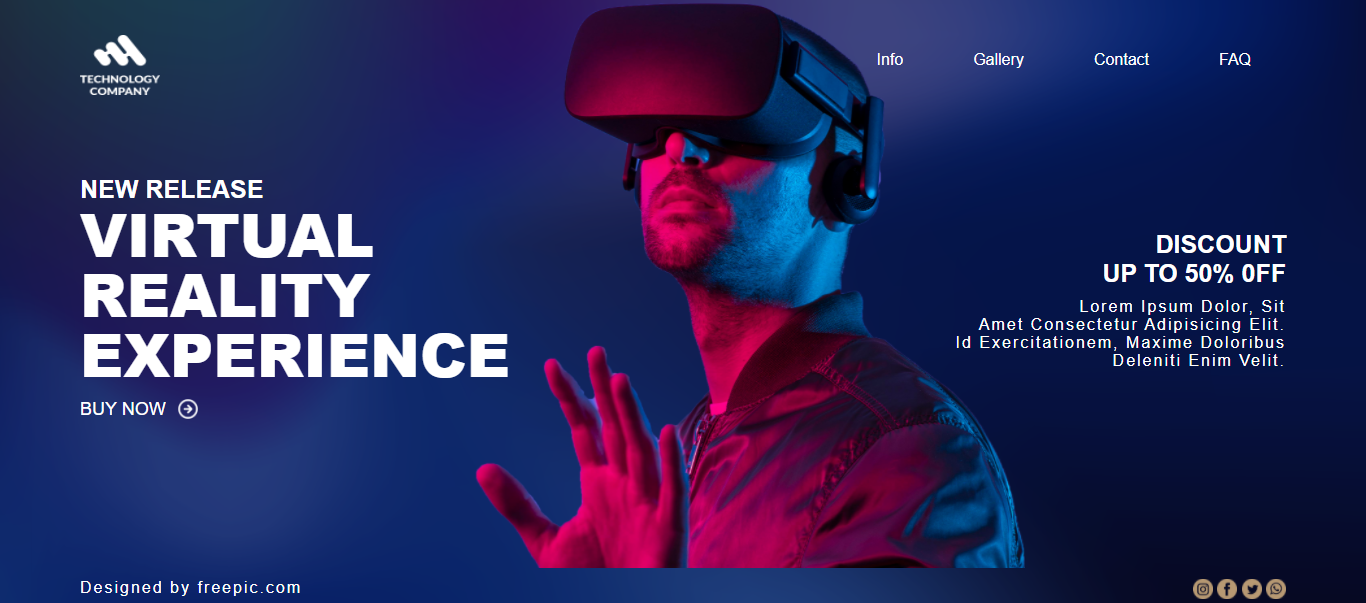 TECHNOLOGY
COMPANY
Info
Gallery
Contact
FAQ
NEW RELEASE
VIRTUAL
REALITY
EXPERIENCE
BUY NOW
DISCOUNT
UP TO 50% 0FF
Lorem Ipsum Dolor, Sit
Amet Consectetur Adipisicing Elit.
Id Exercitationem, Maxime Doloribus
Deleniti Enim Velit.
Designed by freepic.com